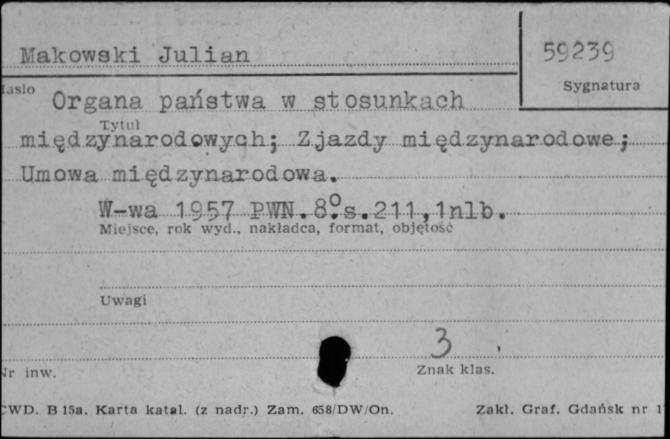 Makowski Julian
59239
Sygnatura
Organa państwa w stosunkach
Tytuł
międzynarodowych; Zjazdy międzynarodowe;
Umowa międzynarodowa.
W-wa 1957 PWN.8°s.211,1nlb.
Miejsce, rok wyd., nakładca, format, objętość
Uwagi
3
Nr inw.
Znak klas.
CWD. B 15a. Karta katal. (z nadr.) Zam. 658/DW/On.
Zakł. Graf. Gdańsk nr 1